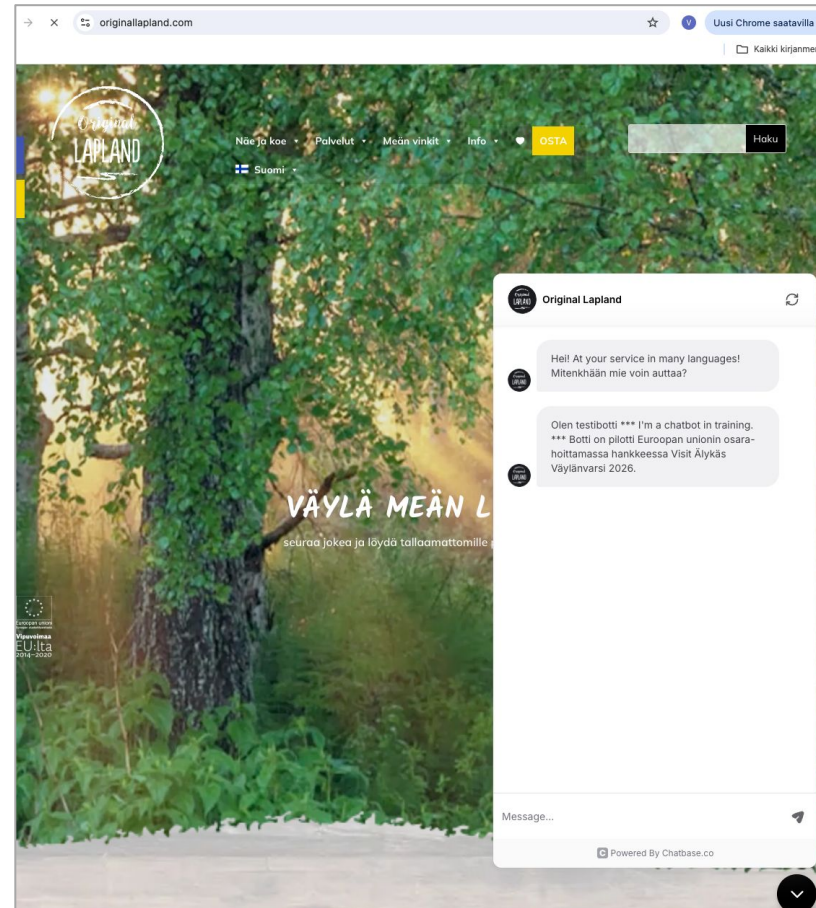 originallapland.com
V
Uusi Chrome saatavilla
Kaikki kirjanmer
Original
LAPLAND
Näe ja koe
Palvelut
Meän vinkit
Info
OSTA
Haku
Suomi
Original Lapland
Hei! At your service in many languages!
Mitenkhään mie voin auttaa?
Olen testibotti *** I'm a chatbot in training.
*** Botti on pilotti Euroopan unionin osara-
hoittamassa hankkeessa Visit Älykäs
Väylänvarsi 2026.
VÄYLÄ MEÄN L
seuraa jokea ja löydä tallaamattomille
Euroopan unioni
Vipuvoimaa
EU:lta
2014–2020
Message...
Powered By Chatbase.co